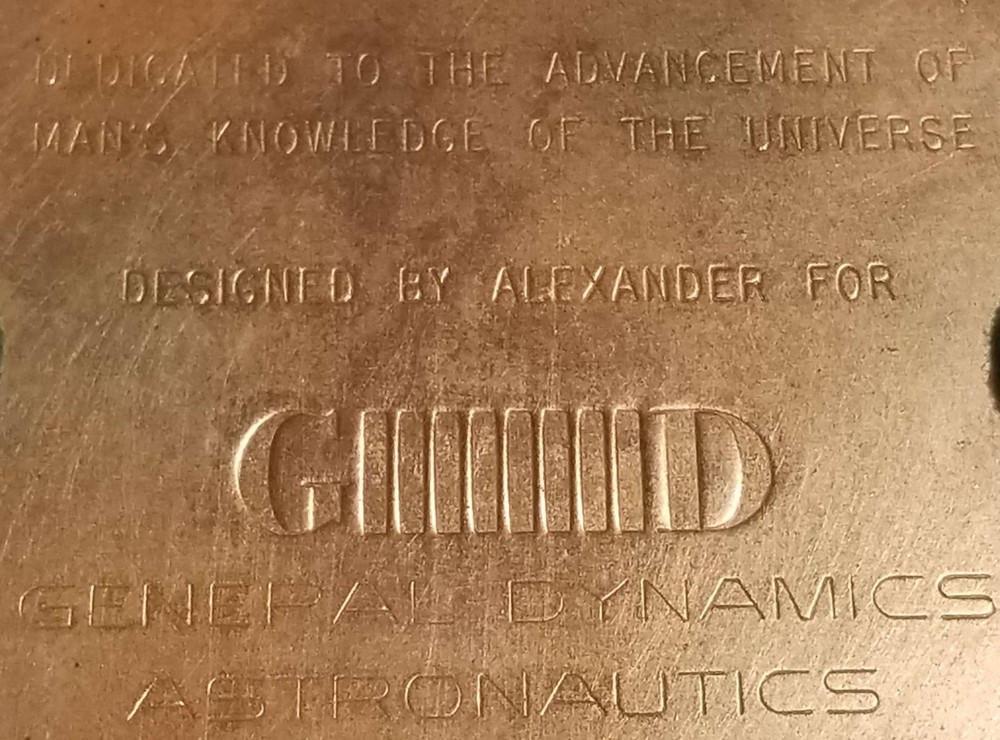 DEDICATED TO THE ADVANCEMENT OF
MAN'S KNOWLEDGE OF THE UNIVERSE
DESIGNED BY ALEXANDER FOR
GD
GENERAL DYNAMICS
ASTRONAUTICS